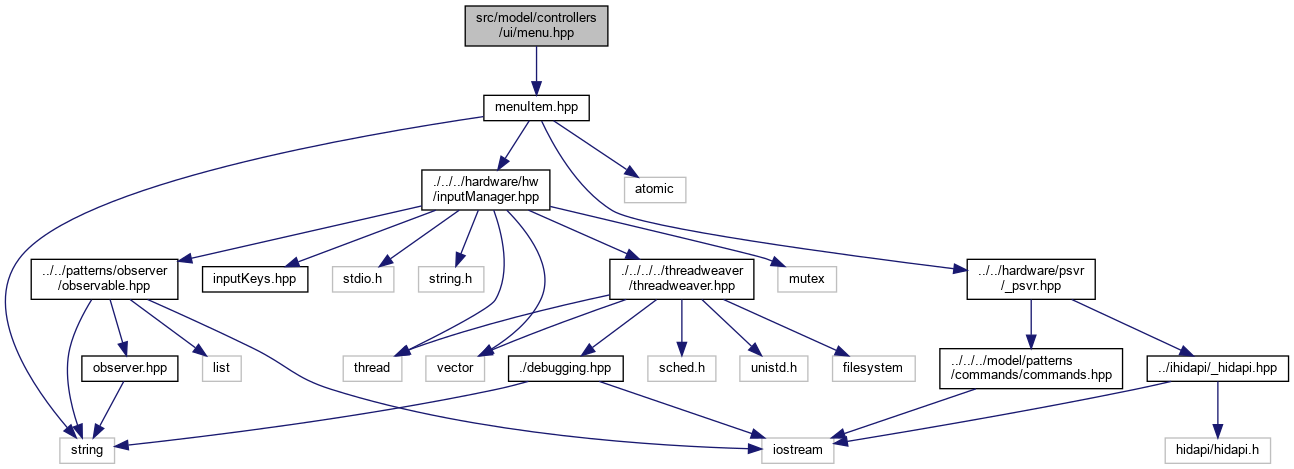 src/model/controllers
/ui/menu.hpp
menuItem.hpp
./../../hardware/hw
/inputManager.hpp
atomic
../../patterns/observer
/observable.hpp
inputKeys.hpp
stdio.h
string.h
./../../../threadweaver
/threadweaver.hpp
mutex
../../hardware/psvr
/_psvr.hpp
observer.hpp
list
thread
vector
./debugging.hpp
sched.h
unistd.h
filesystem
../../../model/patterns
/commands/commands.hpp
../ihidapi/_hidapi.hpp
string
iostream
hidapi/hidapi.h